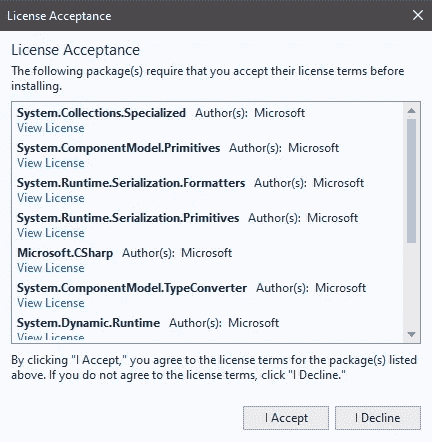 License Acceptance
License Acceptance
The following package(s) require that you accept their license terms before
installing.
System.Collections.Specialized Author(s): Microsoft
View License
System.ComponentModel.Primitives Author(s): Microsoft
View License
System.Runtime.Serialization.Formatters Author(s): Microsoft
View License
System.Runtime.Serialization.Primitives Author(s): Microsoft
View License
Microsoft.CSharp Author(s): Microsoft
View License
System.ComponentModel.TypeConverter Author(s): Microsoft
View License
System.Dynamic.Runtime Author(s): Microsoft
View License
By clicking "I Accept," you agree to the license terms for the package(s) listed
above. If you do not agree to the license terms, click "I Decline."
I Accept I Decline